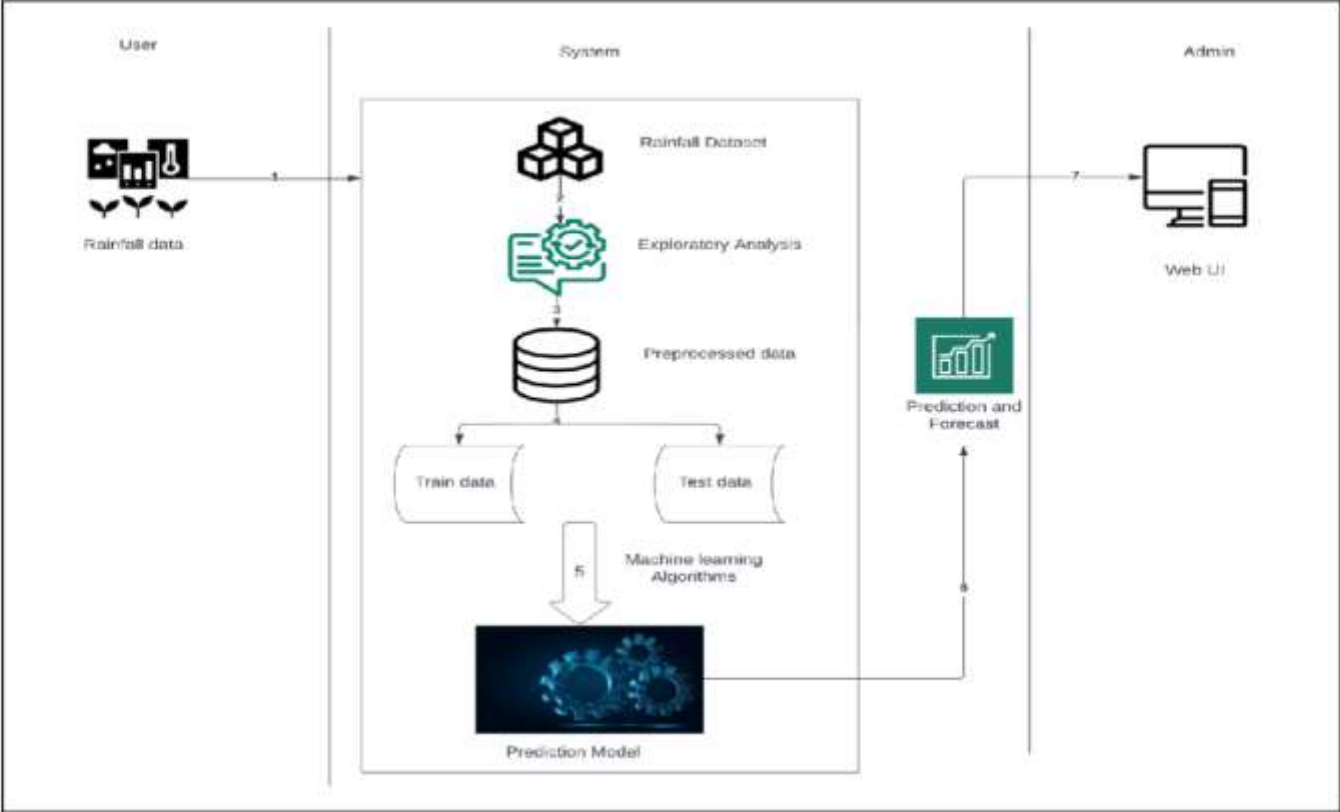 User
System
Admin
Rainfall Dataset
1
7
2
Rainfall data
Exploratory Analysis
Web UI
3
Preprocessed data
Prediction and
Forecast
4
Train data
Test data
5
Machine learning
Algorithms
6
Prediction Model